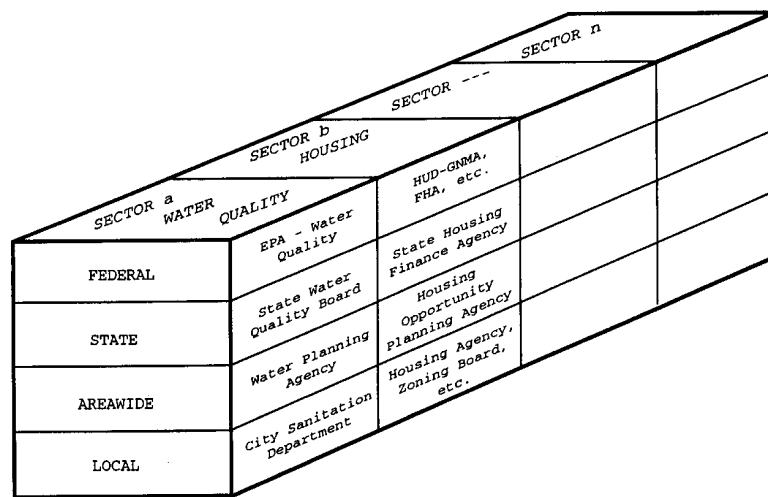 SECTOR n
SECTOR ---
SECTOR b
HOUSING
SECTOR a
WATER
QUALITY
FEDERAL
STATE
AREAWIDE
LOCAL
EPA - Water
Quality
State Water
Quality Board
Water Planning
Agency
City Sanitation
Department
HUD-GNMA,
FHA, etc.
State Housing
Finance Agency
Housing
Opportunity
Planning Agency
Housing Agency,
Zoning Board,
etc.